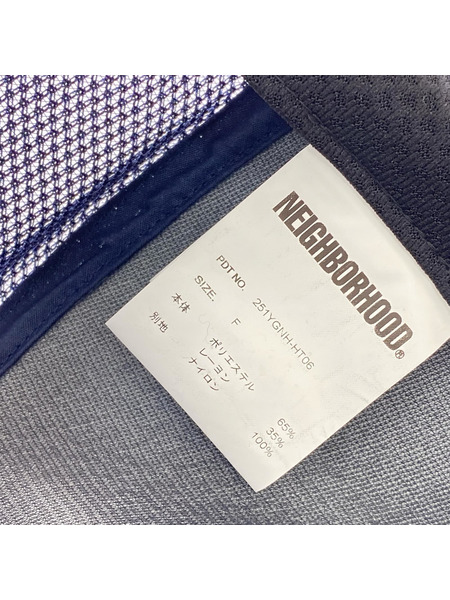 NEIGHBORHOOD®
PDT NO. 251YGNH-HT06
SIZE. F
本体 ポリエステル 65%
レーヨン 35%
別地 ナイロン 100%